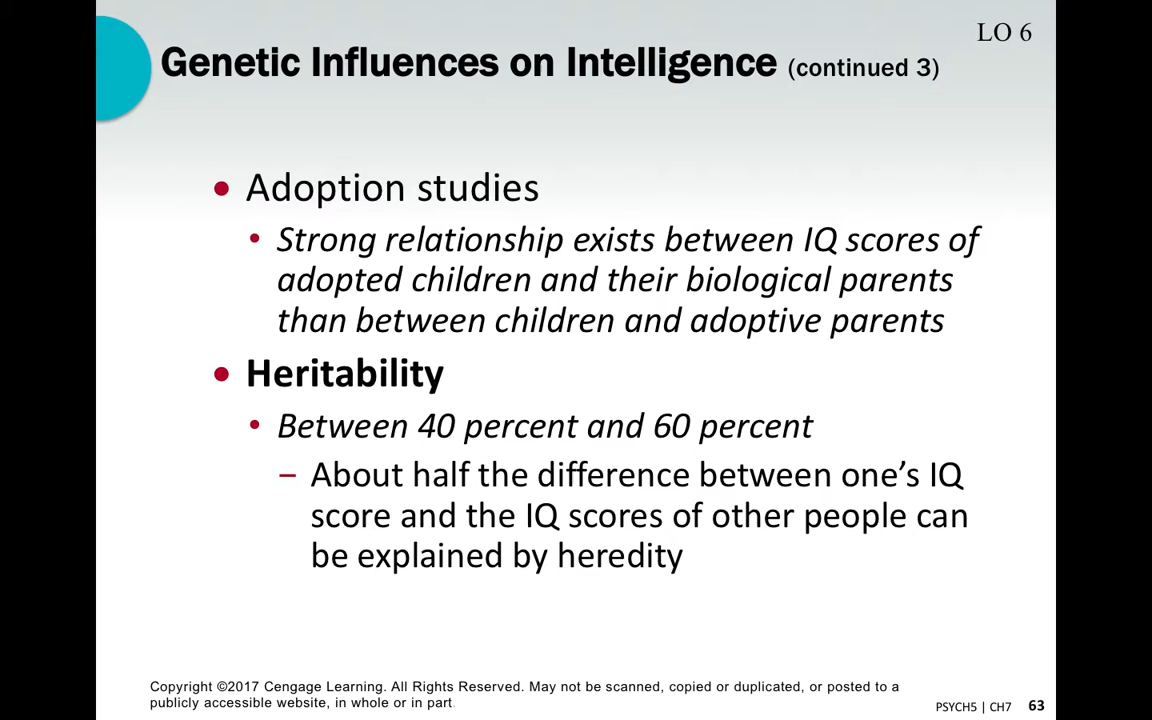 LO 6
Genetic Influences on Intelligence (continued 3)
• Adoption studies
• Strong relationship exists between IQ scores of
adopted children and their biological parents
than between children and adoptive parents
• Heritability
• Between 40 percent and 60 percent
– About half the difference between one’s IQ
score and the IQ scores of other people can
be explained by heredity
Copyright ©2017 Cengage Learning. All Rights Reserved. May not be scanned, copied or duplicated, or posted to a
publicly accessible website, in whole or in part.
PSYCH5 | CH7 63